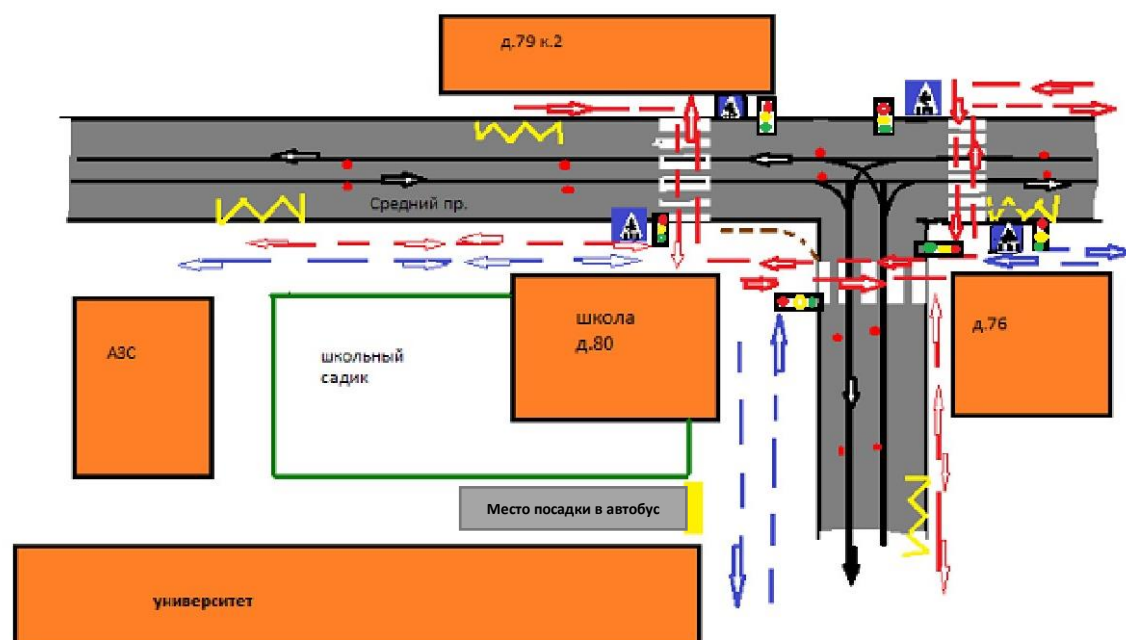 д.79 к.2
Средний пр.
АЗС
школьный
садик
школа
д.80
д.76
Место посадки в автобус
университет